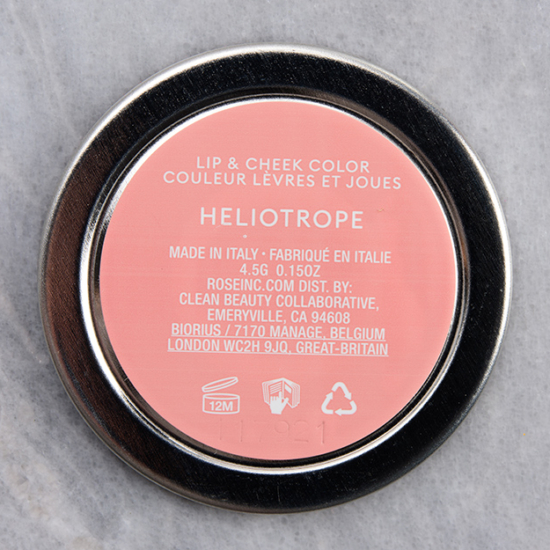 LIP & CHEEK COLOR
COULEUR LÈVRES ET JOUES
HELIOTROPE
MADE IN ITALY • FABRIQUÉ EN ITALIE
4.5G 0.15OZ
ROSEINC.COM DIST. BY:
CLEAN BEAUTY COLLABORATIVE,
EMERYVILLE, CA 94608
BIORIUS / 7170 MANAGE, BELGIUM
LONDON WC2H 9JQ, GREAT-BRITAIN
12M